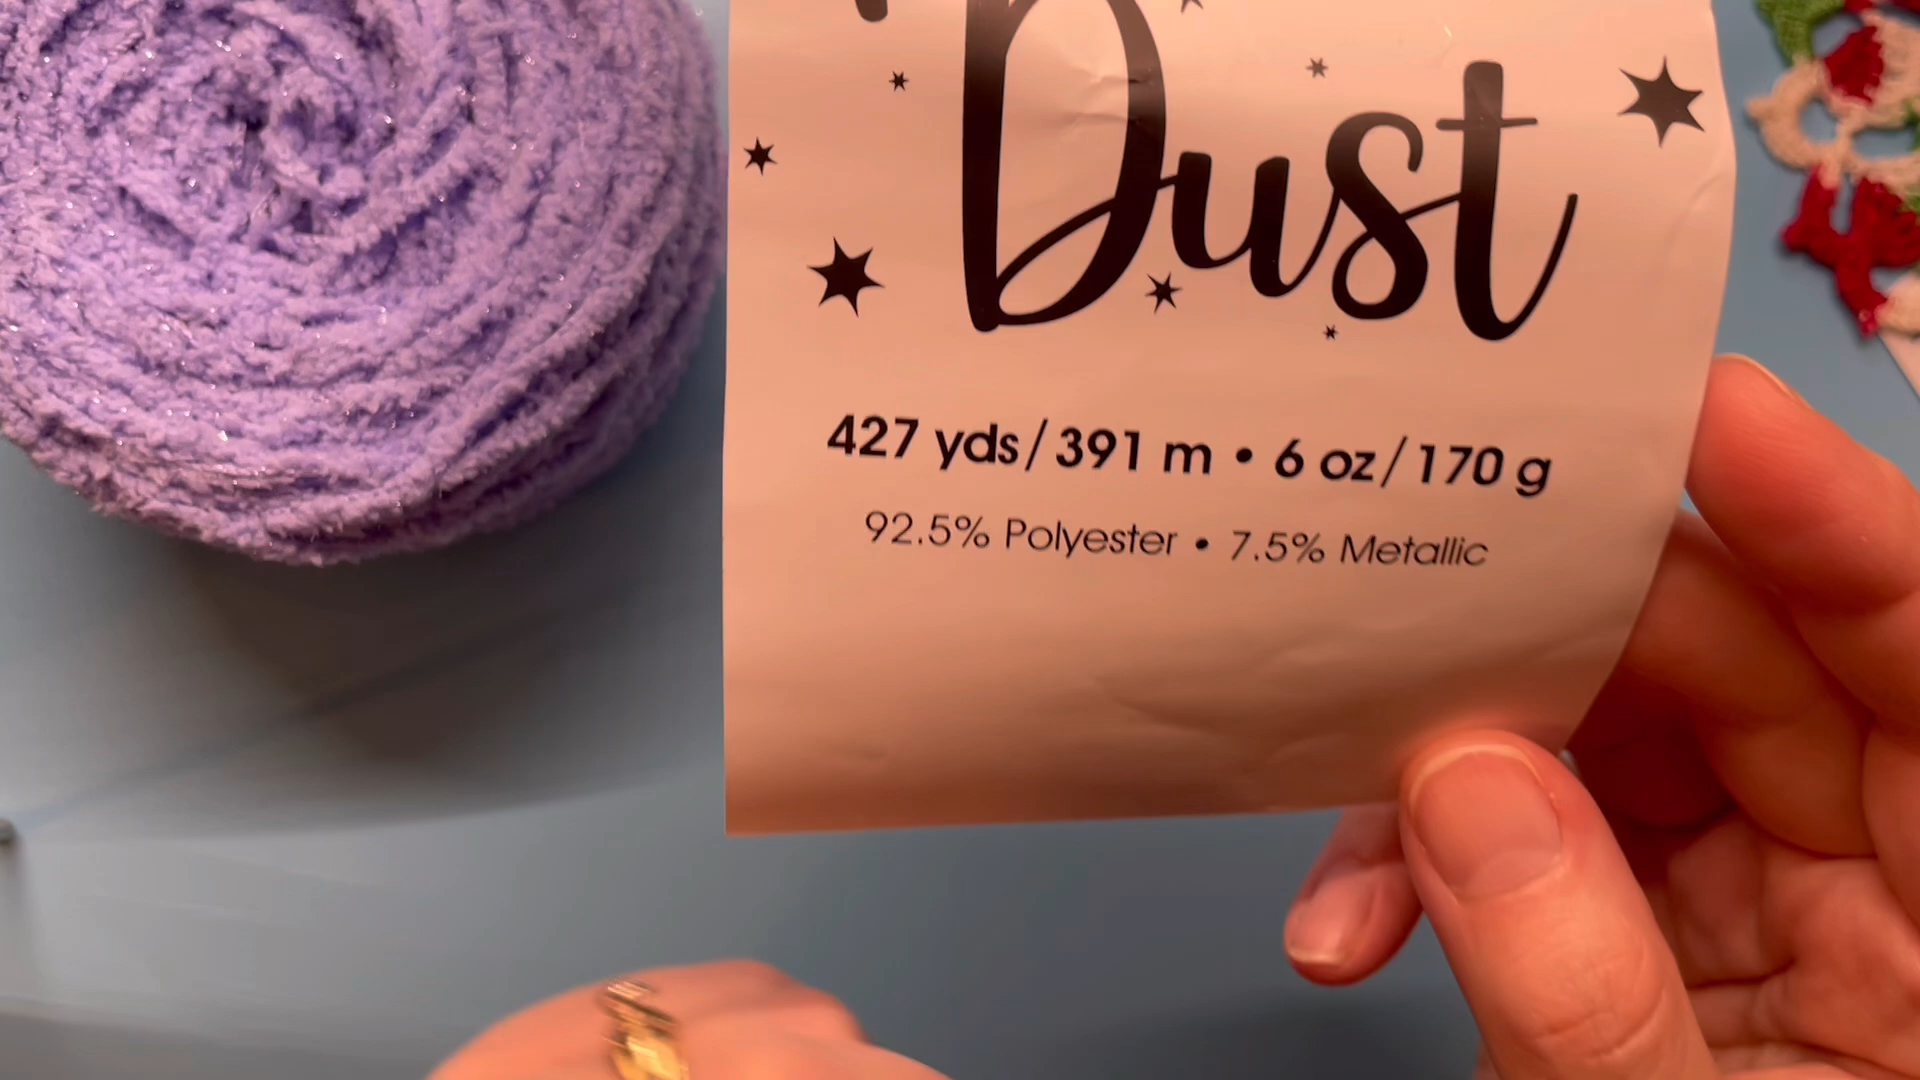 Dust
427 yds/391 m • 6 oz/170 g
92.5% Polyester • 7.5% Metallic